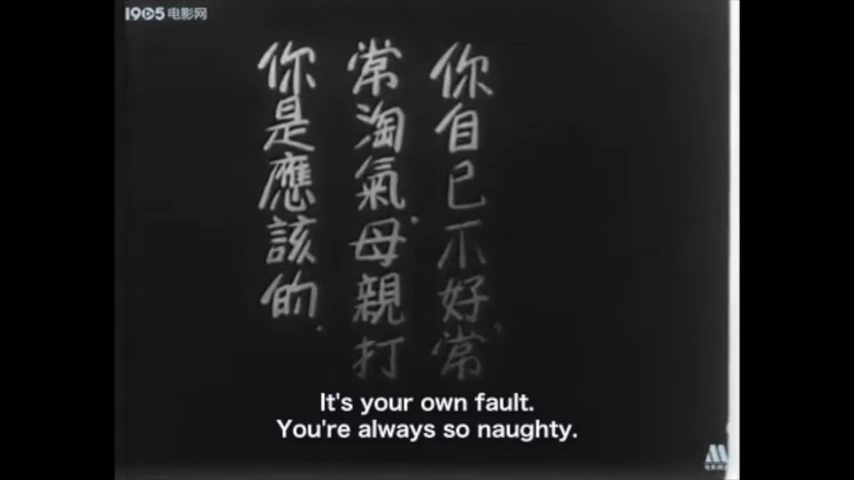 1905电影网
你自己不好,常
常淘氣.母親打
你是應該的.
It's your own fault.
You're always so naughty.